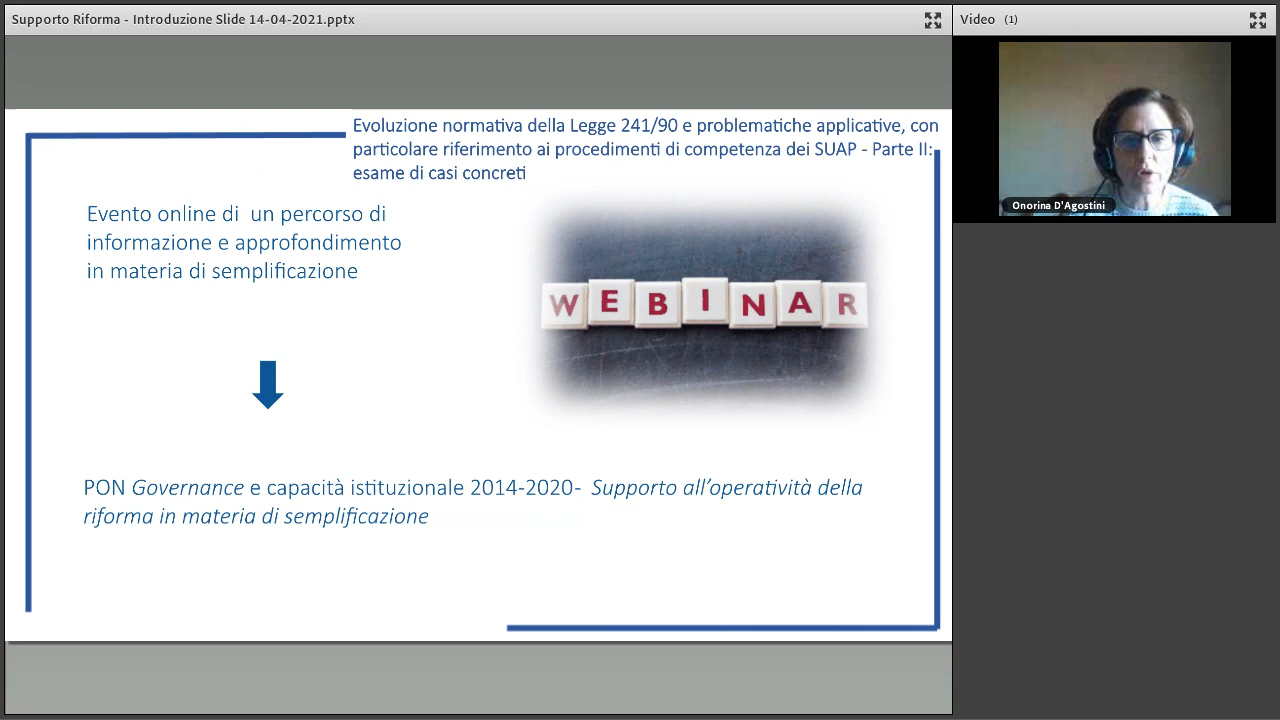 Supporto Riforma - Introduzione Slide 14-04-2021.pptx
Video (1)
Evoluzione normativa della Legge 241/90 e problematiche applicative, con
particolare riferimento ai procedimenti di competenza dei SUAP - Parte II:
esame di casi concreti
Evento online di un percorso di
informazione e approfondimento
in materia di semplificazione
WEBINAR
PON Governance e capacità istituzionale 2014-2020- Supporto all’operatività della
riforma in materia di semplificazione
Onorina D'Agostini